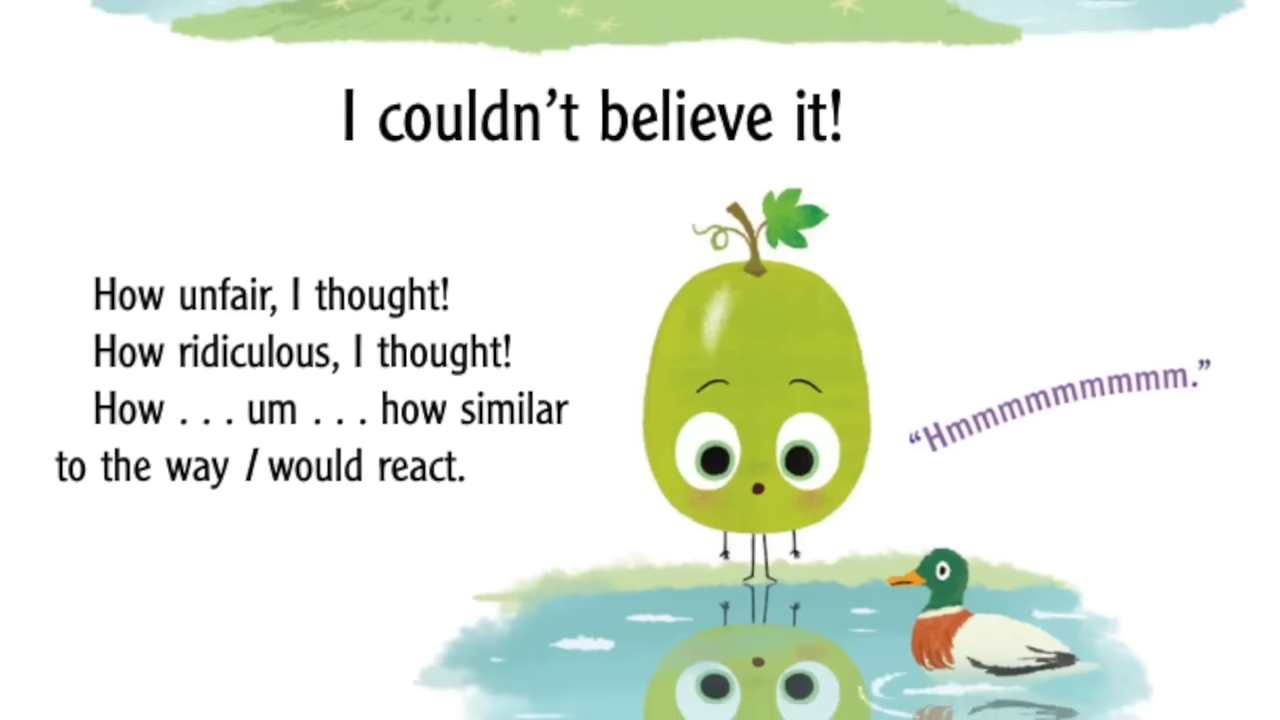 I couldn’t believe it!
How unfair, I thought!
How ridiculous, I thought!
How . . . um . . . how similar
to the way I would react.
“Hmmmmmmmmm.”